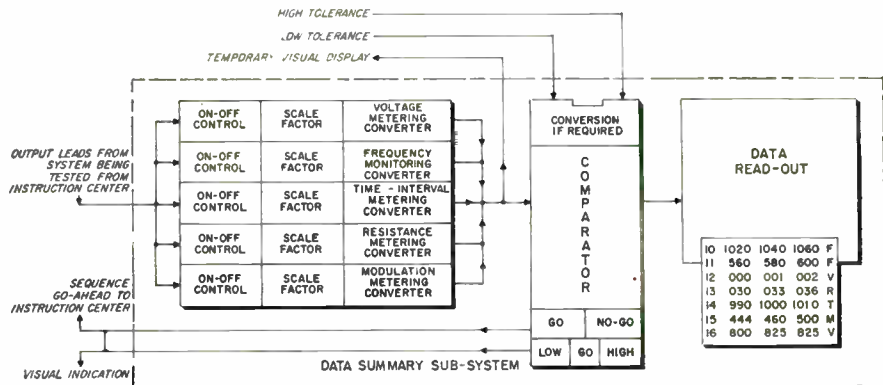 HIGH TOLERANCE
LOW TOLERANCE
TEMPORARY VISUAL DISPLAY
OUTPUT LEADS FROM
SYSTEM BEING
TESTED FROM
INSTRUCTION CENTER
SEQUENCE
GO-AHEAD TO
INSTRUCTION CENTER
VISUAL INDICATION
ON-OFF
CONTROL
SCALE
FACTOR
VOLTAGE
METERING
CONVERTER
ON-OFF
CONTROL
SCALE
FACTOR
FREQUENCY
MONITORING
CONVERTER
ON-OFF
CONTROL
SCALE
FACTOR
TIME - INTERVAL
METERING
CONVERTER
ON-OFF
CONTROL
SCALE
FACTOR
RESISTANCE
METERING
CONVERTER
ON-OFF
CONTROL
SCALE
FACTOR
MODULATION
METERING
CONVERTER
DATA SUMMARY SUB-SYSTEM
CONVERSION
IF REQUIRED
COMPARATOR
GO NO-GO
LOW GO HIGH
DATA
READ-OUT
10 1020 1040 1060 F
11 560 580 600 F
12 000 001 002 V
13 030 033 036 R
14 990 1000 1010 T
15 444 460 500 M
16 800 825 825 V